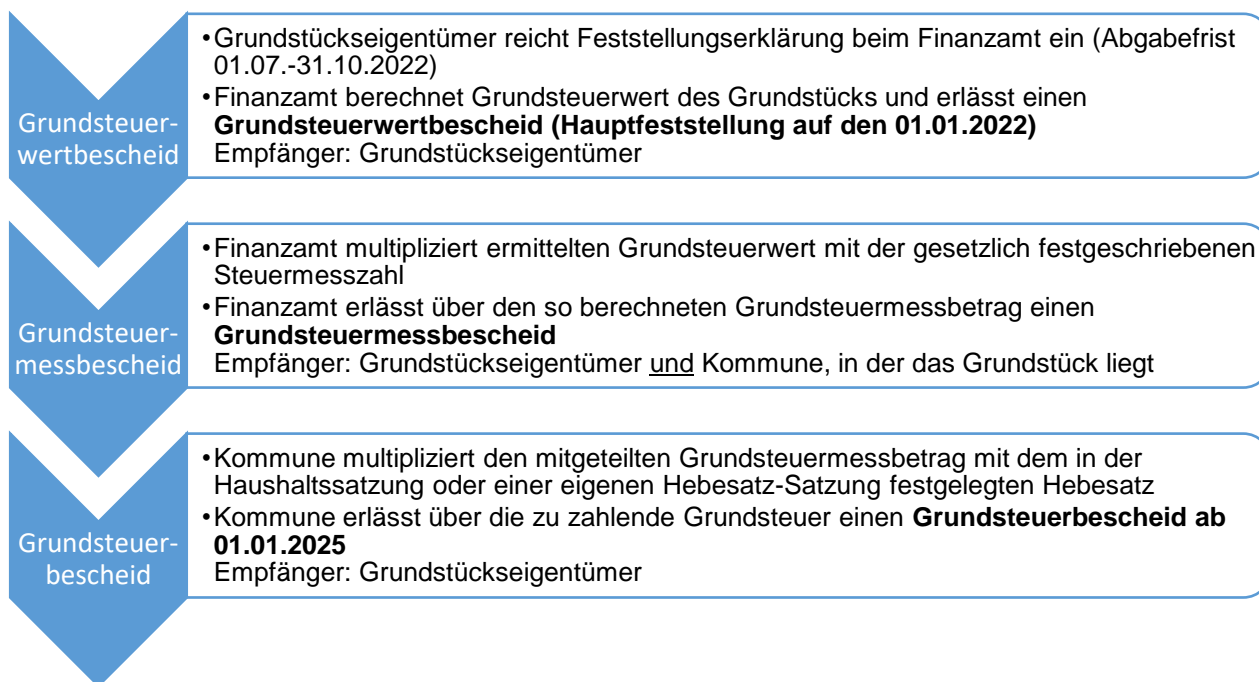 Grundsteuer-
wertbescheid
•Grundstückseigentümer reicht Feststellungserklärung beim Finanzamt ein (Abgabefrist
01.07.-31.10.2022)
•Finanzamt berechnet Grundsteuerwert des Grundstücks und erlässt einen
Grundsteuerwertbescheid (Hauptfeststellung auf den 01.01.2022)
Empfänger: Grundstückseigentümer
Grundsteuer-
messbescheid
•Finanzamt multipliziert ermittelten Grundsteuerwert mit der gesetzlich festgeschriebenen
Steuermesszahl
•Finanzamt erlässt über den so berechneten Grundsteuermessbetrag einen
Grundsteuermessbescheid
Empfänger: Grundstückseigentümer und Kommune, in der das Grundstück liegt
Grundsteuer-
bescheid
•Kommune multipliziert den mitgeteilten Grundsteuermessbetrag mit dem in der
Haushaltssatzung oder einer eigenen Hebesatz-Satzung festgelegten Hebesatz
•Kommune erlässt über die zu zahlende Grundsteuer einen Grundsteuerbescheid ab
01.01.2025
Empfänger: Grundstückseigentümer